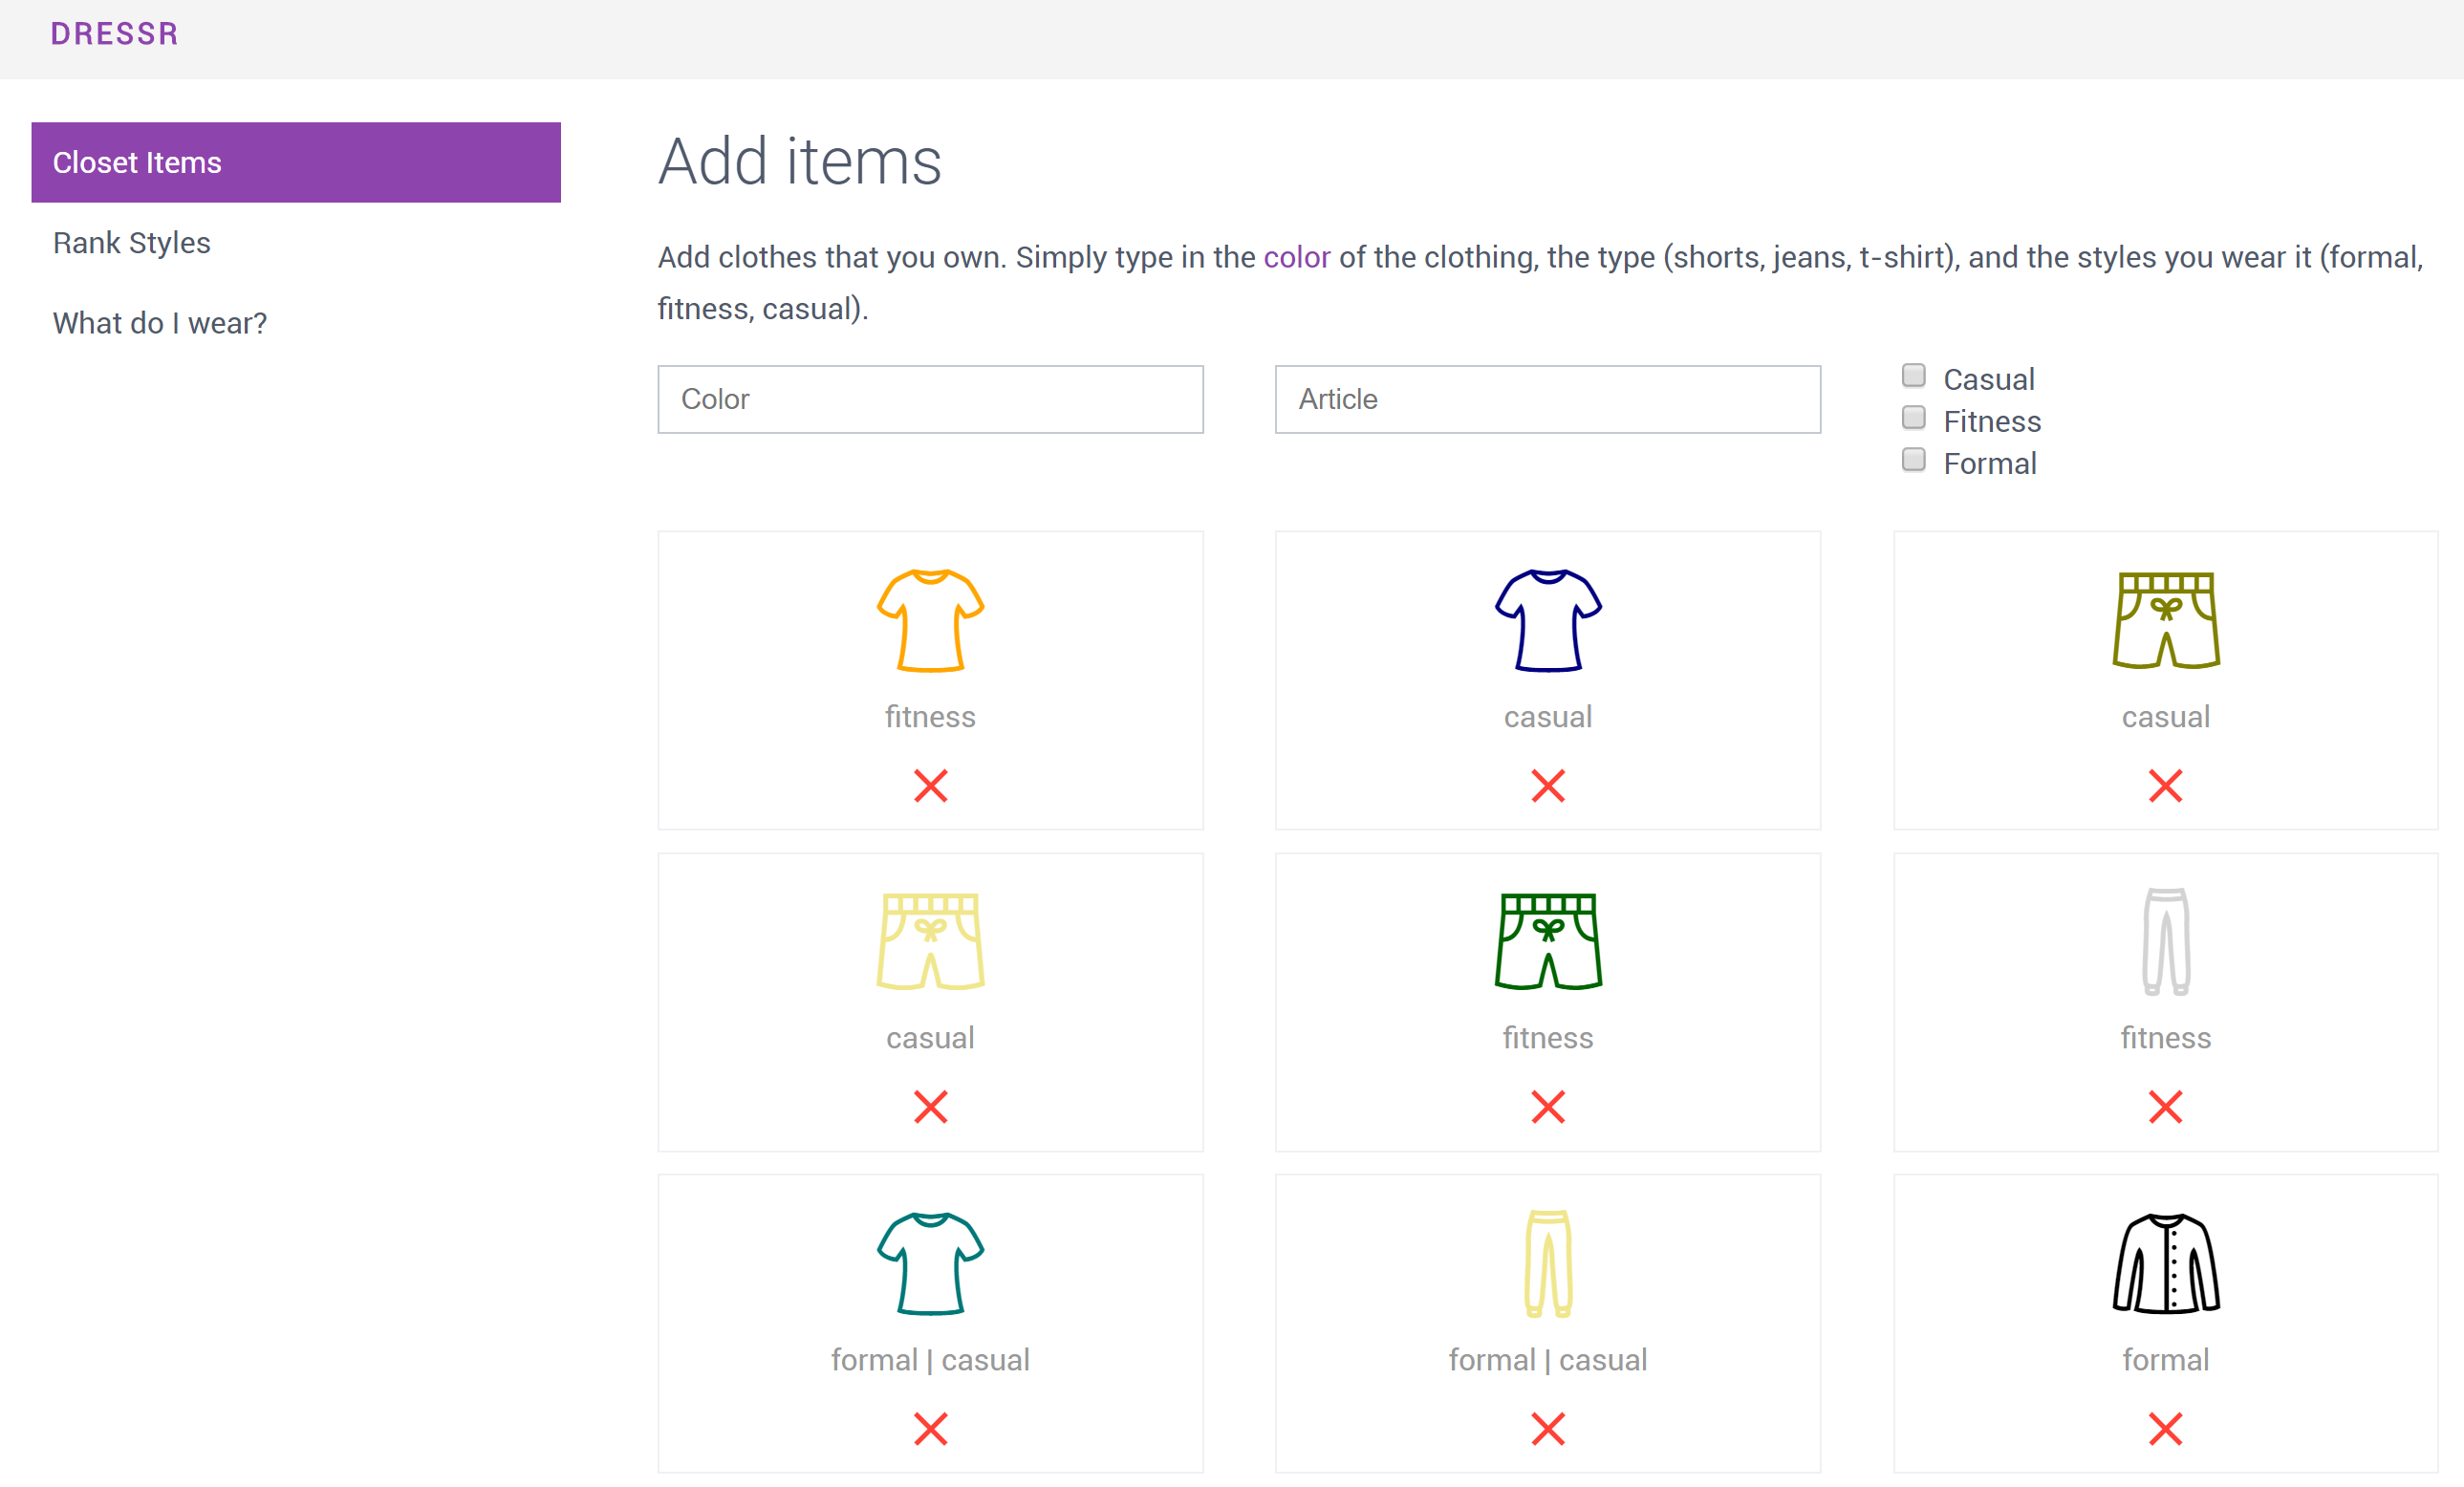 DRESSR
Closet Items
Rank Styles
What do I wear?
Add items
Add clothes that you own. Simply type in the color of the clothing, the type (shorts, jeans, t-shirt), and the styles you wear it (formal,
fitness, casual).
Color
Article
Casual
Fitness
Formal
fitness
casual
casual
casual
fitness
fitness
formal | casual
formal | casual
formal